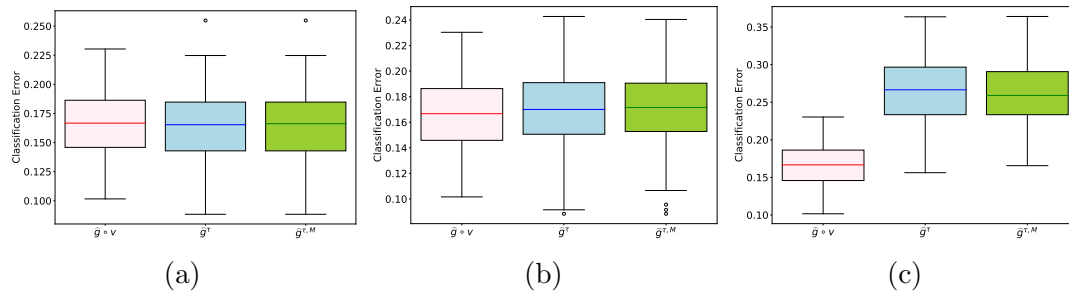 Classification Error
0.250
0.225
0.200
0.175
0.150
0.125
0.100
g̃ ∘ v
g̃^τ
g̃^{τ,M}
(a)
Classification Error
0.24
0.22
0.20
0.18
0.16
0.14
0.12
0.10
g̃ ∘ v
g̃^τ
g̃^{τ,M}
(b)
Classification Error
0.35
0.30
0.25
0.20
0.15
0.10
g̃ ∘ v
g̃^τ
g̃^{τ,M}
(c)